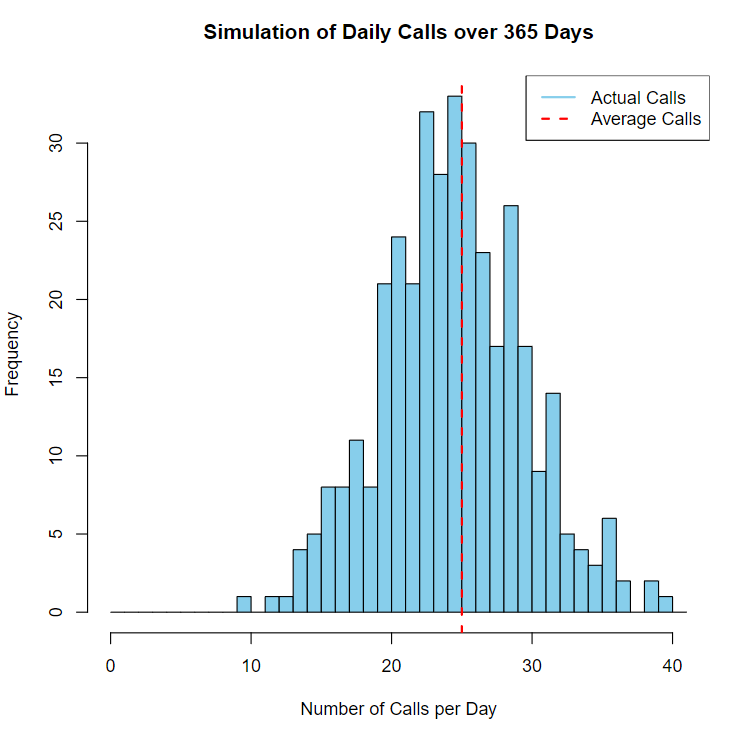 Simulation of Daily Calls over 365 Days
Actual Calls
Average Calls
Frequency
30
25
20
15
10
5
0
0 10 20 30 40
Number of Calls per Day